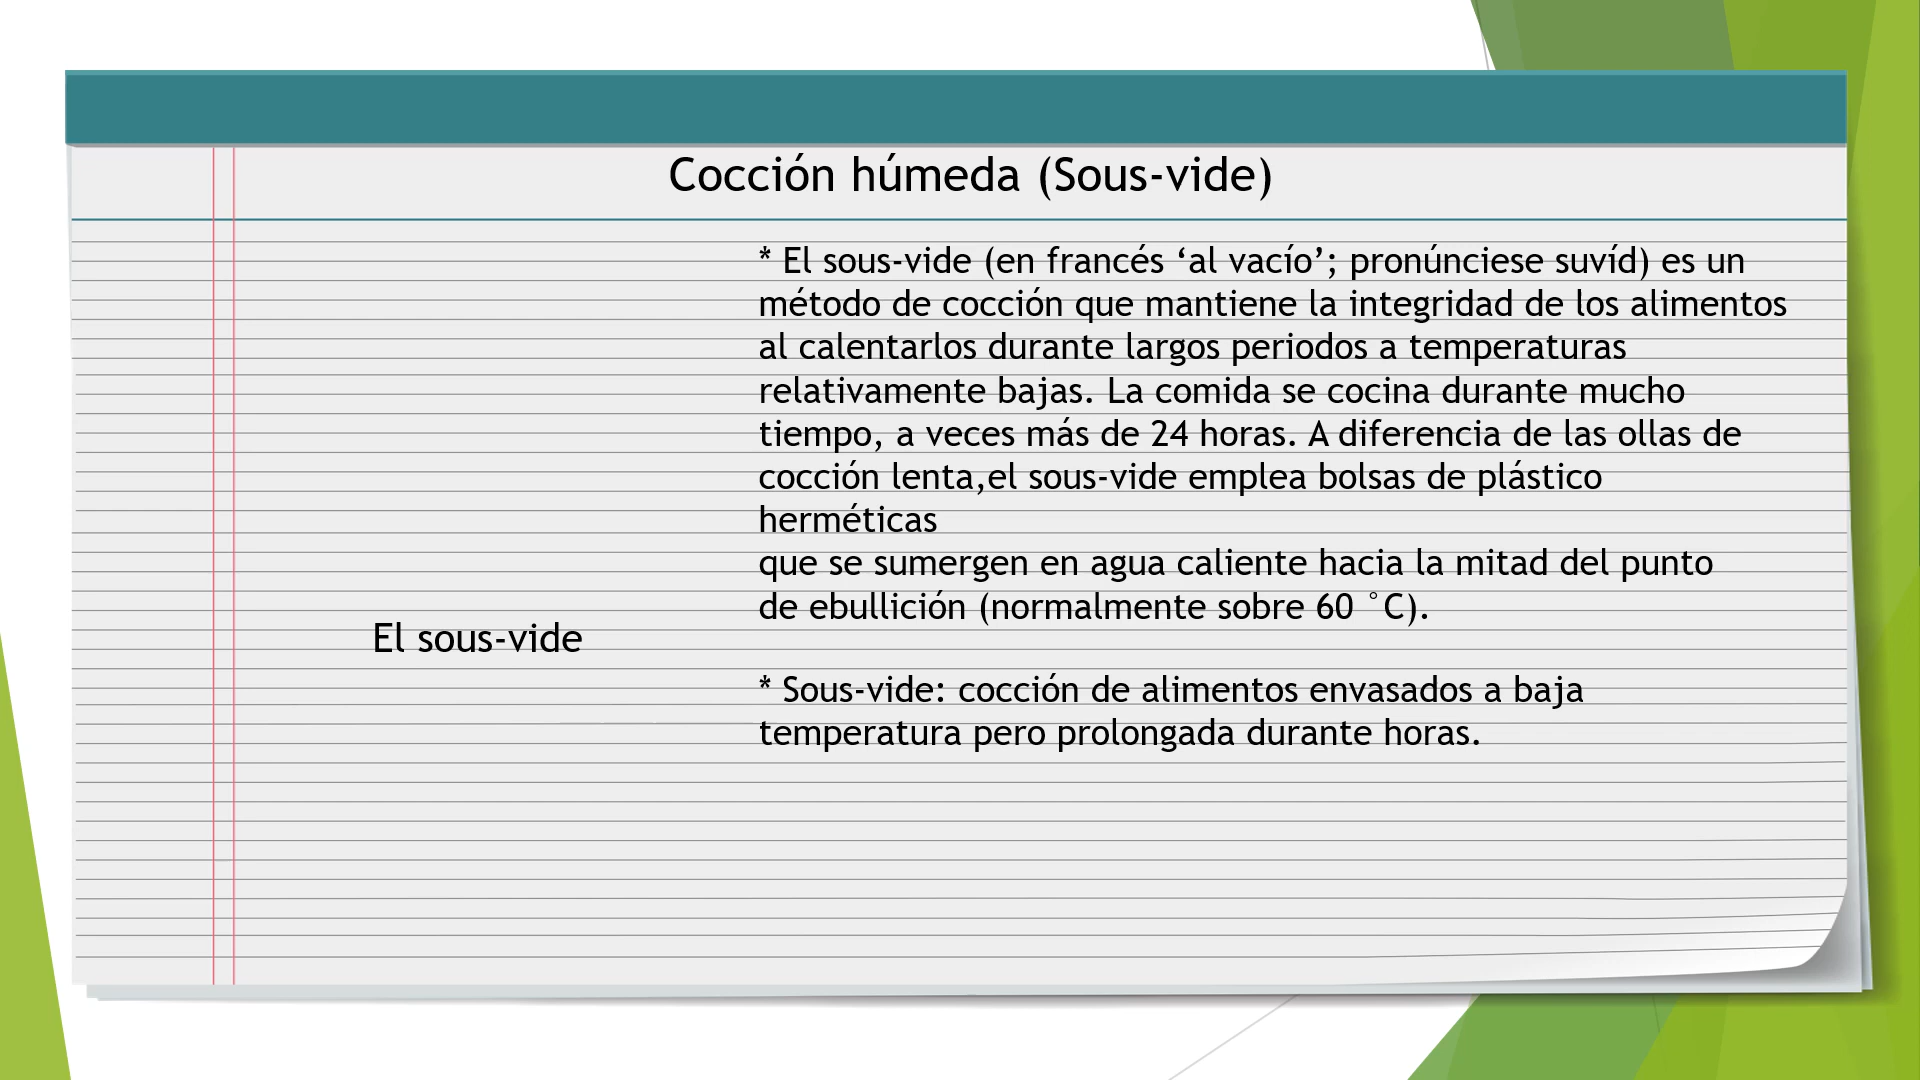 Cocción húmeda (Sous-vide)
El sous-vide
* El sous-vide (en francés ‘al vacío’; pronúnciese suvíd) es un
método de cocción que mantiene la integridad de los alimentos
al calentarlos durante largos periodos a temperaturas
relativamente bajas. La comida se cocina durante mucho
tiempo, a veces más de 24 horas. A diferencia de las ollas de
cocción lenta,el sous-vide emplea bolsas de plástico
herméticas
que se sumergen en agua caliente hacia la mitad del punto
de ebullición (normalmente sobre 60 °C).
* Sous-vide: cocción de alimentos envasados a baja
temperatura pero prolongada durante horas.